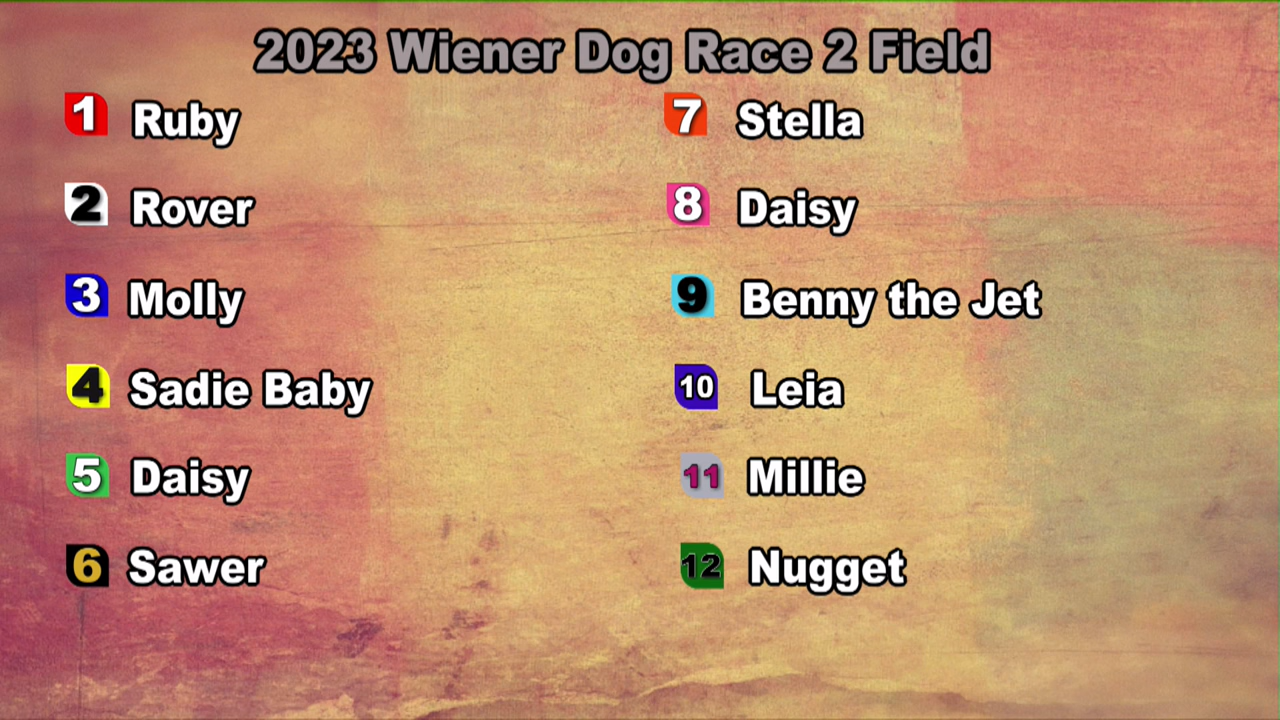 2023 Wiener Dog Race 2 Field
1 Ruby
2 Rover
3 Molly
4 Sadie Baby
5 Daisy
6 Sawer
7 Stella
8 Daisy
9 Benny the Jet
10 Leia
11 Millie
12 Nugget